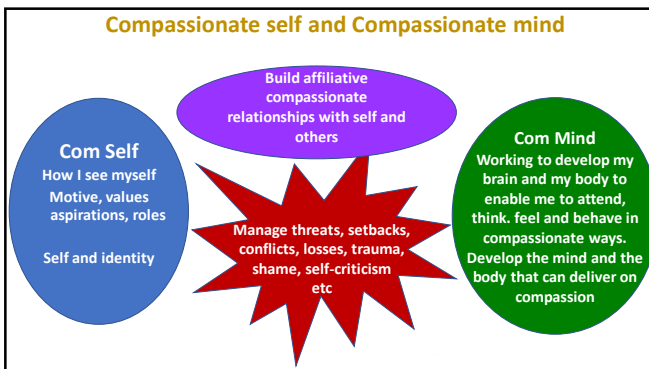 Compassionate self and Compassionate mind
Build affiliative
compassionate
relationships with self and
others
Com Self
How I see myself
Motive, values
aspirations, roles
Self and identity
Manage threats, setbacks,
conflicts, losses, trauma,
shame, self-criticism
etc
Com Mind
Working to develop my
brain and my body to
enable me to attend,
think. feel and behave in
compassionate ways.
Develop the mind and the
body that can deliver on
compassion